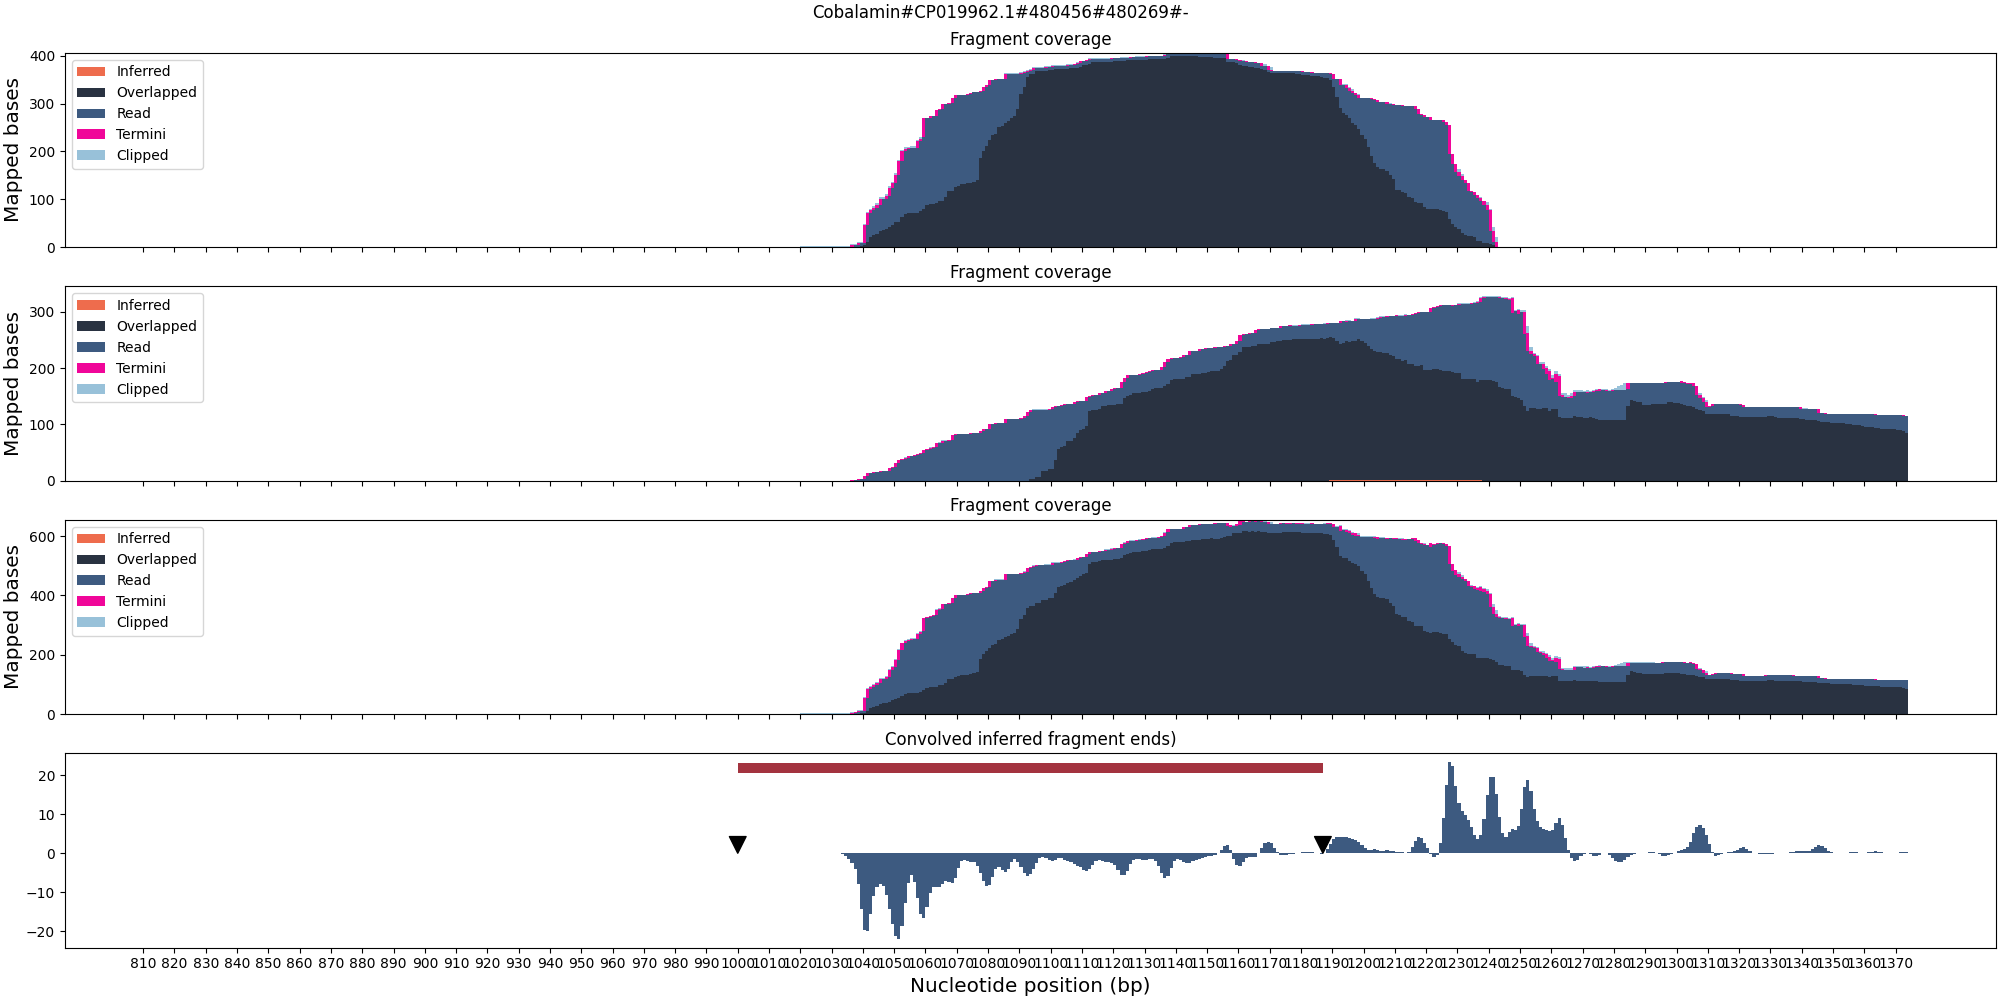 Cobalamin#CP019962.1#480456#480269#-
Fragment coverage
Mapped bases
400
300
200
100
0
Inferred
Overlapped
Read
Termini
Clipped
Fragment coverage
Mapped bases
300
200
100
0
Inferred
Overlapped
Read
Termini
Clipped
Fragment coverage
Mapped bases
600
400
200
0
Inferred
Overlapped
Read
Termini
Clipped
Convolved inferred fragment ends)
20
10
0
−10
−20
810 820 830 840 850 860 870 880 890 900 910 920 930 940 950 960 970 980 990 1000 1010 1020 1030 1040 1050 1060 1070 1080 1090 1100 1110 1120 1130 1140 1150 1160 1170 1180 1190 1200 1210 1220 1230 1240 1250 1260 1270 1280 1290 1300 1310 1320 1330 1340 1350 1360 1370
Nucleotide position (bp)